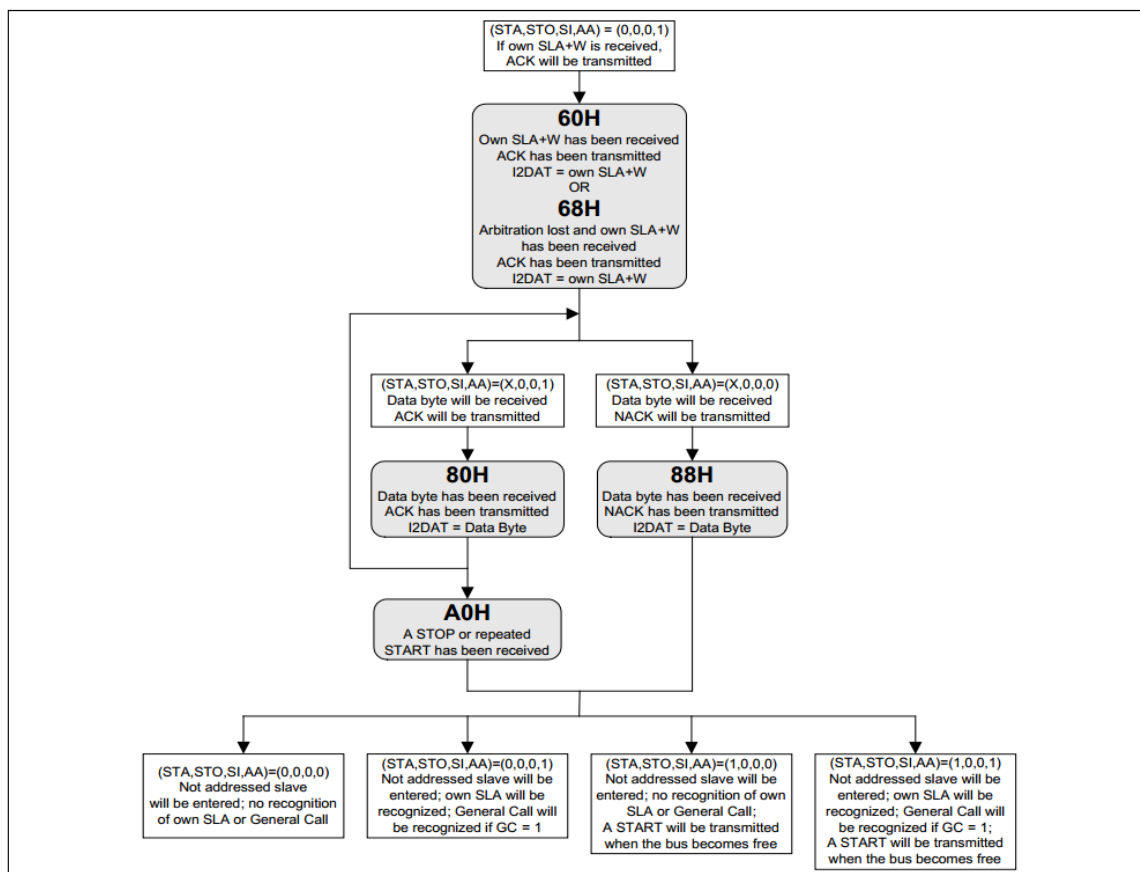 (STA,STO,SI,AA) = (0,0,0,1)
If own SLA+W is received,
ACK will be transmitted
60H
Own SLA+W has been received
ACK has been transmitted
I2DAT = own SLA+W
OR
68H
Arbitration lost and own SLA+W
has been received
ACK has been transmitted
I2DAT = own SLA+W
(STA,STO,SI,AA)=(X,0,0,1)
Data byte will be received
ACK will be transmitted
(STA,STO,SI,AA)=(X,0,0,0)
Data byte will be received
NACK will be transmitted
80H
Data byte has been received
ACK has been transmitted
I2DAT = Data Byte
88H
Data byte has been received
NACK has been transmitted
I2DAT = Data Byte
A0H
A STOP or repeated
START has been received
(STA,STO,SI,AA)=(0,0,0,0)
Not addressed slave
will be entered; no recognition
of own SLA or General Call
(STA,STO,SI,AA)=(0,0,0,1)
Not addressed slave will be
entered; own SLA will be
recognized; General Call will
be recognized if GC = 1
(STA,STO,SI,AA)=(1,0,0,0)
Not addressed slave will be
entered; no recognition of own
SLA or General Call;
A START will be transmitted
when the bus becomes free
(STA,STO,SI,AA)=(1,0,0,1)
Not addressed slave will be
entered; own SLA will be
recognized; General Call will
be recognized if GC = 1;
A START will be transmitted
when the bus becomes free